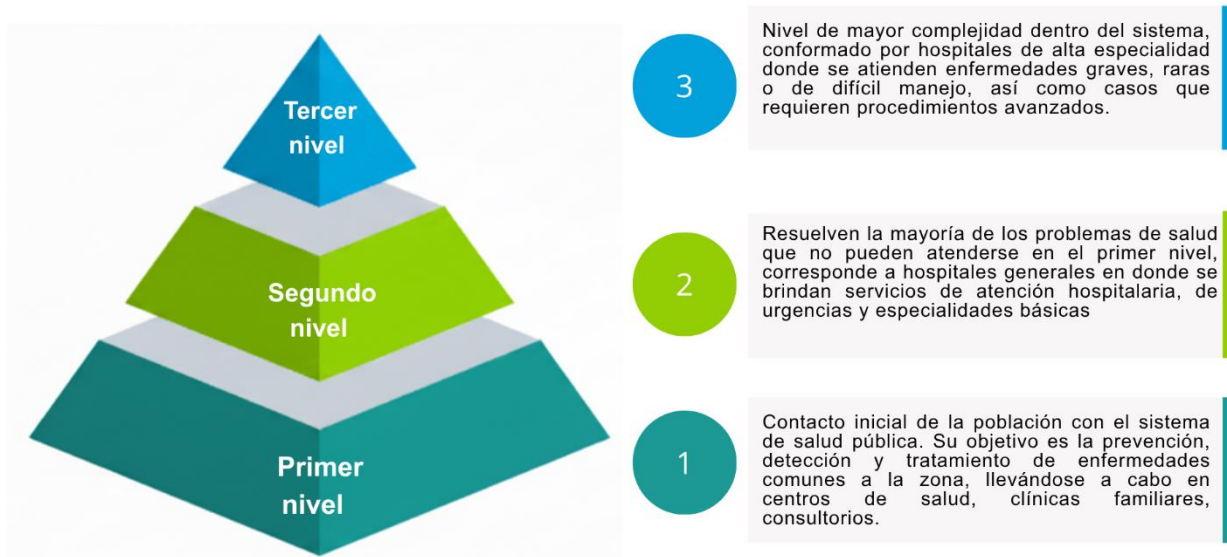 Tercer
nivel
3
Nivel de mayor complejidad dentro del sistema,
conformado por hospitales de alta especialidad
donde se atienden enfermedades graves, raras
o de difícil manejo, así como casos que
requieren procedimientos avanzados.
Segundo
nivel
2
Resuelven la mayoría de los problemas de salud
que no pueden atenderse en el primer nivel,
corresponde a hospitales generales en donde se
brindan servicios de atención hospitalaria, de
urgencias y especialidades básicas
Primer
nivel
1
Contacto inicial de la población con el sistema
de salud pública. Su objetivo es la prevención,
detección y tratamiento de enfermedades
comunes a la zona, llevándose a cabo en
centros de salud, clínicas familiares,
consultorios.